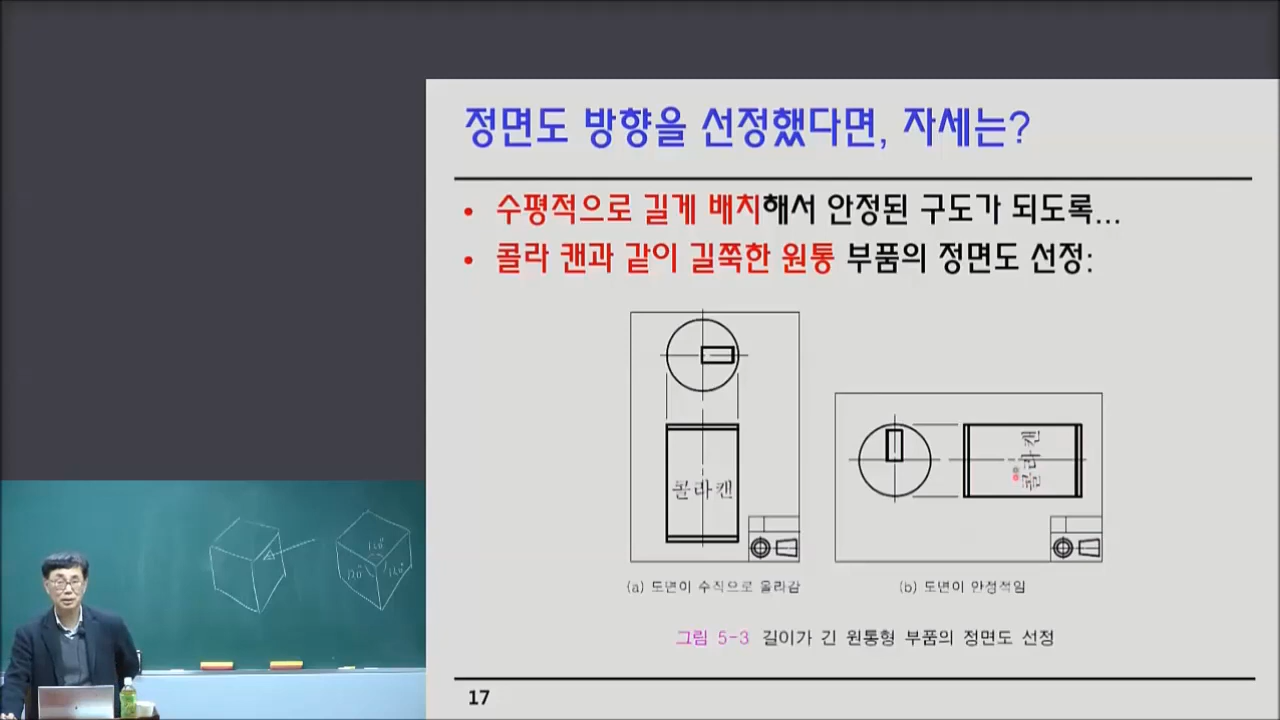 정면도 방향을 선정했다면, 자세는?
• 수평적으로 길게 배치해서 안정된 구도가 되도록...
• 콜라 캔과 같이 길쭉한 원통 부품의 정면도 선정:
콜라캔
콜라캔
(a) 도면이 수직으로 올라감
(b) 도면이 안정적임
그림 5-3 길이가 긴 원통형 부품의 정면도 선정
17
120°
120°
120°